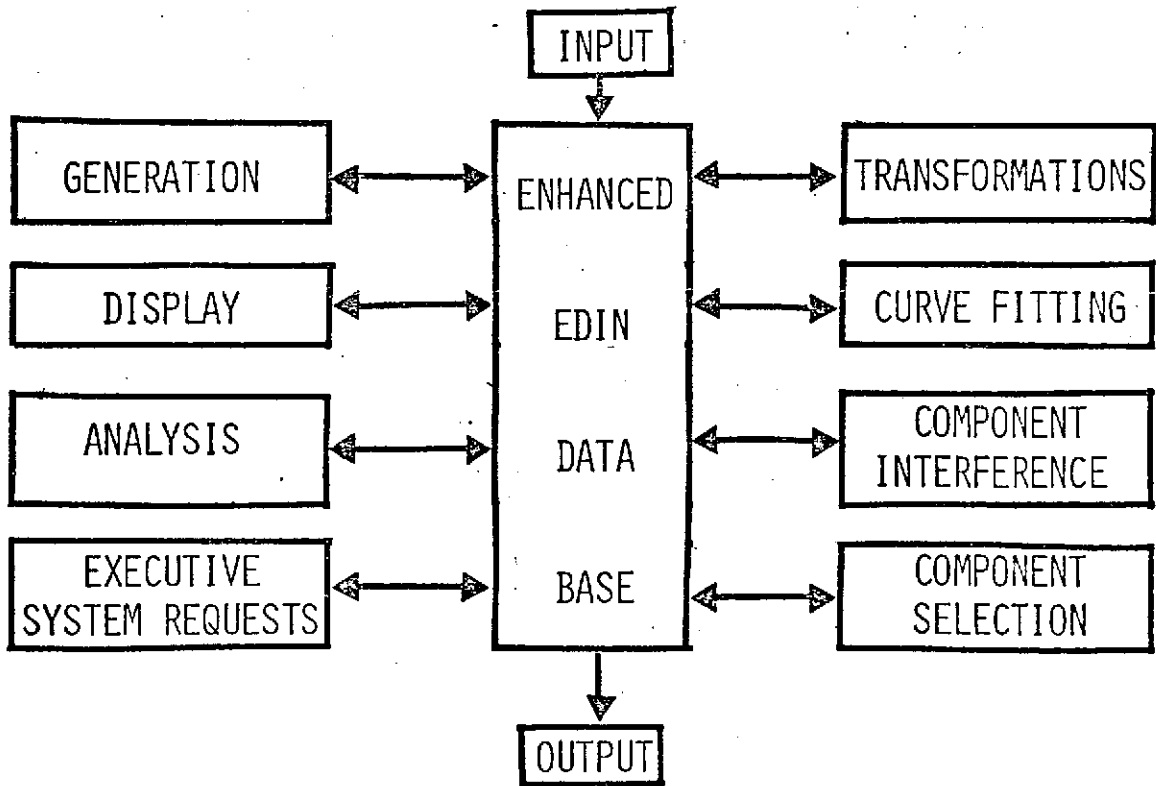 INPUT
GENERATION
DISPLAY
ANALYSIS
EXECUTIVE
SYSTEM REQUESTS
ENHANCED
EDIN
DATA
BASE
TRANSFORMATIONS
CURVE FITTING
COMPONENT
INTERFERENCE
COMPONENT
SELECTION
OUTPUT